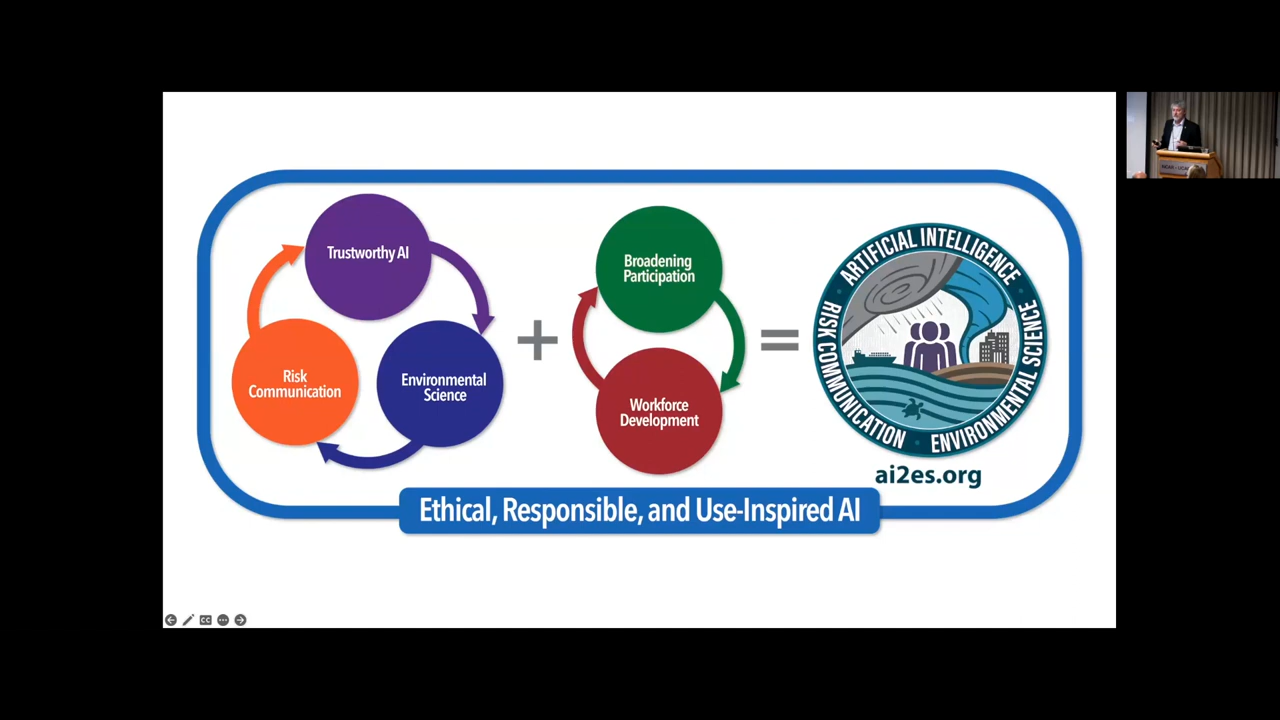 Trustworthy AI
Risk
Communication
Environmental
Science
+
Broadening
Participation
Workforce
Development
=
ARTIFICIAL INTELLIGENCE
RISK COMMUNICATION
ENVIRONMENTAL SCIENCE
ai2es.org
Ethical, Responsible, and Use-Inspired AI
CC